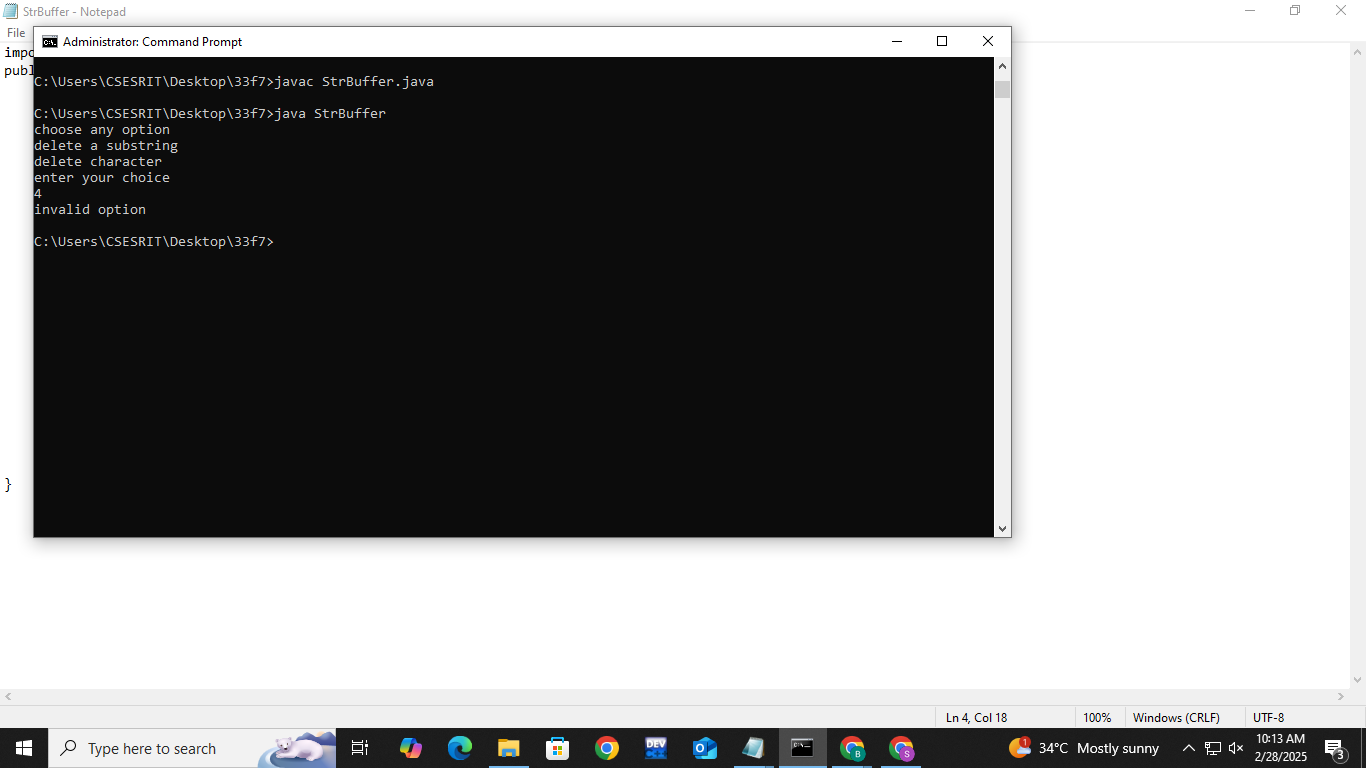 StrBuffer - Notepad
File
impo
publ
}
Administrator: Command Prompt
C:\Users\CSESRIT\Desktop\33f7>javac StrBuffer.java
C:\Users\CSESRIT\Desktop\33f7>java StrBuffer
choose any option
delete a substring
delete character
enter your choice
4
invalid option
C:\Users\CSESRIT\Desktop\33f7>
Ln 4, Col 18
100%
Windows (CRLF)
UTF-8
Type here to search
DEV
B
S
1
34°C Mostly sunny
10:13 AM
2/28/2025
3